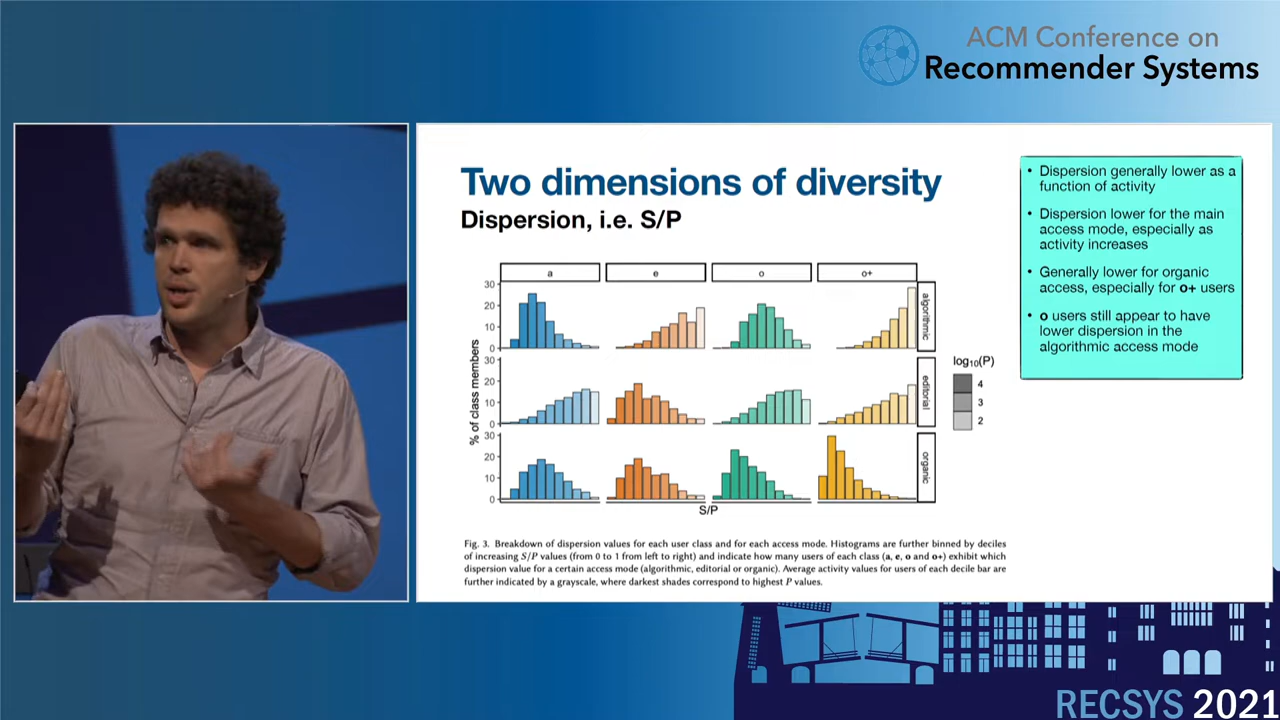 ACM Conference on
Recommender Systems
Two dimensions of diversity
Dispersion, i.e. S/P
a
e
o
o+
30
20
10
0
algorithmic
30
20
10
0
editorial
30
20
10
0
organic
% of class members
S/P
log10(P)
4
3
2
Fig. 3. Breakdown of dispersion values for each user class and for each access mode. Histograms are further binned by deciles
of increasing S/P values (from 0 to 1 from left to right) and indicate how many users of each class (a, e, o and o+) exhibit which
dispersion value for a certain access mode (algorithmic, editorial or organic). Average activity values for users of each decile bar are
further indicated by a grayscale, where darkest shades correspond to highest P values.
• Dispersion generally lower as a
function of activity
• Dispersion lower for the main
access mode, especially as
activity increases
• Generally lower for organic
access, especially for o+ users
• o users still appear to have
lower dispersion in the
algorithmic access mode
RECSYS 2021